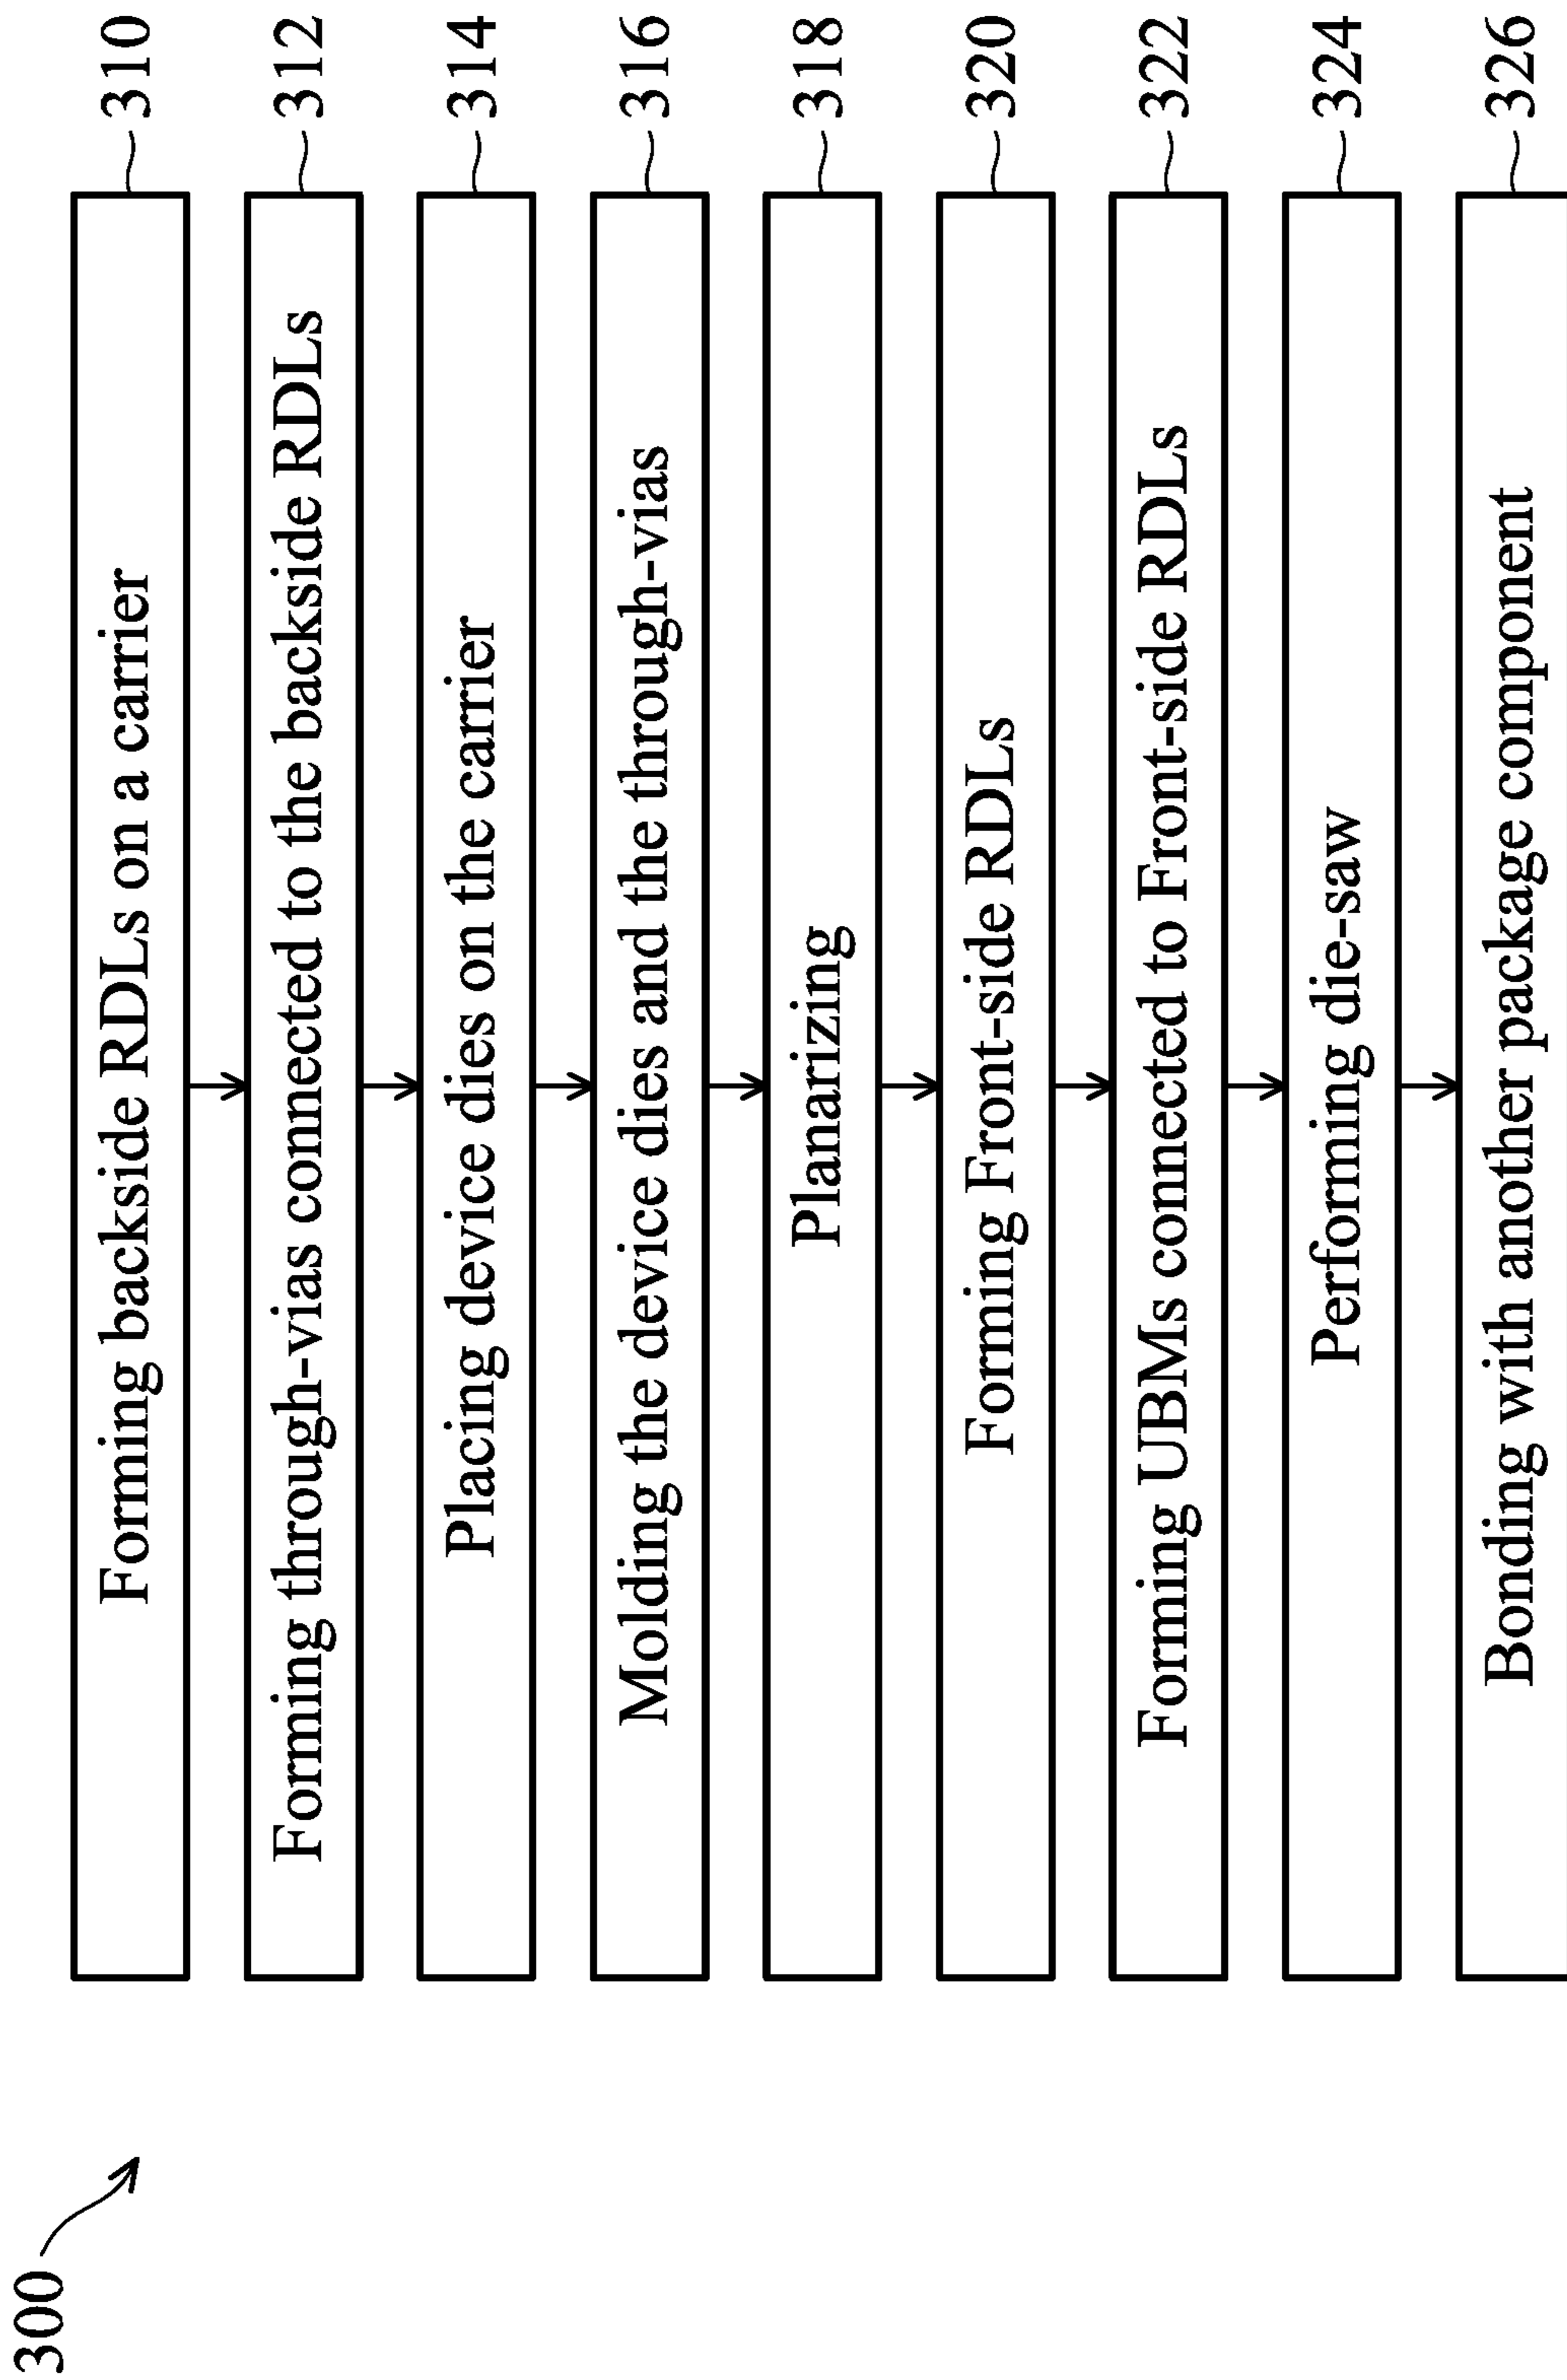 300
Forming backside RDLs on a carrier 310
Forming through-vias connected to the backside RDLs 312
Placing device dies on the carrier 314
Molding the device dies and the through-vias 316
Planarizing 318
Forming Front-side RDLs 320
Forming UBMs connected to Front-side RDLs 322
Performing die-saw 324
Bonding with another package component 326